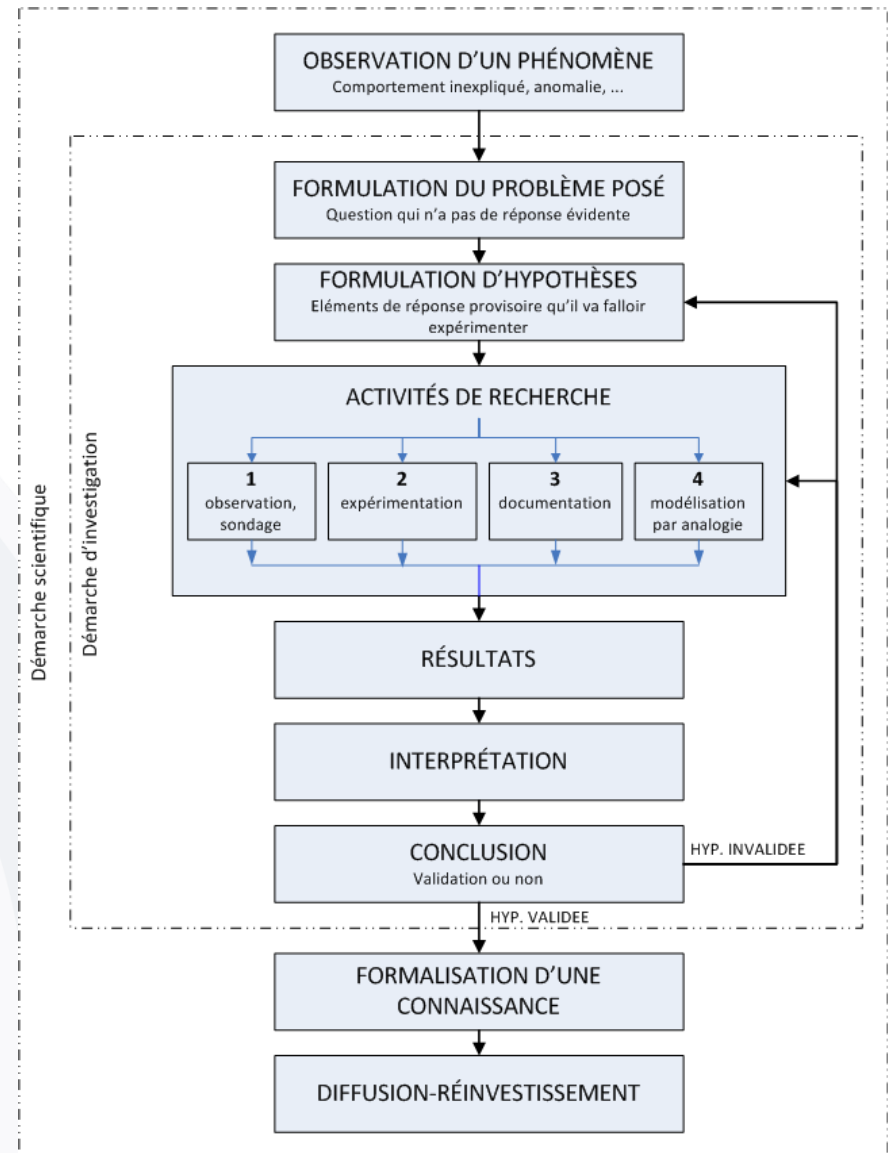 OBSERVATION D'UN PHÉNOMÈNE
Comportement inexpliqué, anomalie, ...
FORMULATION DU PROBLÈME POSÉ
Question qui n'a pas de réponse évidente
FORMULATION D'HYPOTHÈSES
Eléments de réponse provisoire qu'il va falloir
expérimenter
ACTIVITÉS DE RECHERCHE
1
observation,
sondage
2
expérimentation
3
documentation
4
modélisation
par analogie
Démarche scientifique
Démarche d'investigation
RÉSULTATS
INTERPRÉTATION
CONCLUSION
Validation ou non
HYP. INVALIDEE
HYP. VALIDEE
FORMALISATION D'UNE
CONNAISSANCE
DIFFUSION-RÉINVESTISSEMENT